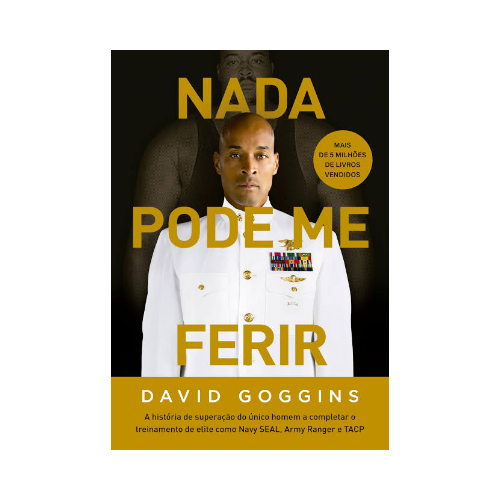 NADA
MAIS
DE 5 MILHÕES
DE LIVROS
VENDIDOS
PODE ME
FERIR
DAVID GOGGINS
A história de superação do único homem a completar o
treinamento de elite como Navy SEAL, Army Ranger e TACP